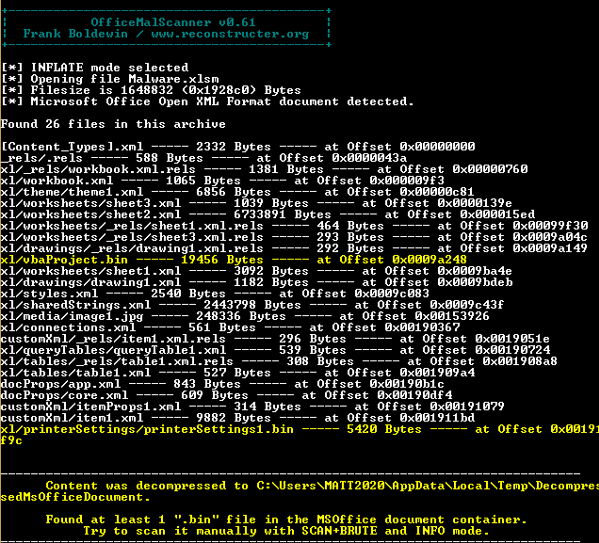 +------------------------------------------+
|           OfficeMalScanner v0.61         |
|  Frank Boldewin / www.reconstructer.org  |
+------------------------------------------+
[*] INFLATE mode selected
[*] Opening file Malware.xlsm
[*] Filesize is 1648832 (0x1928c0) Bytes
[*] Microsoft Office Open XML Format document detected.
Found 26 files in this archive
[Content_Types].xml ----- 2332 Bytes ----- at Offset 0x00000000
_rels/.rels ----- 588 Bytes ----- at Offset 0x0000043a
xl/_rels/workbook.xml.rels ----- 1381 Bytes ----- at Offset 0x00000760
xl/workbook.xml ----- 1065 Bytes ----- at Offset 0x000009f3
xl/theme/theme1.xml ----- 6856 Bytes ----- at Offset 0x00000c81
xl/worksheets/sheet3.xml ----- 1039 Bytes ----- at Offset 0x0000139e
xl/worksheets/sheet2.xml ----- 6733891 Bytes ----- at Offset 0x000015ed
xl/worksheets/_rels/sheet1.xml.rels ----- 464 Bytes ----- at Offset 0x00099f30
xl/worksheets/_rels/sheet3.xml.rels ----- 293 Bytes ----- at Offset 0x0009a04c
xl/drawings/_rels/drawing1.xml.rels ----- 292 Bytes ----- at Offset 0x0009a149
xl/vbaProject.bin ----- 19456 Bytes ----- at Offset 0x0009a248
xl/worksheets/sheet1.xml ----- 3092 Bytes ----- at Offset 0x0009ba4e
xl/drawings/drawing1.xml ----- 1182 Bytes ----- at Offset 0x0009bdeb
xl/styles.xml ----- 2540 Bytes ----- at Offset 0x0009c083
xl/sharedStrings.xml ----- 2443798 Bytes ----- at Offset 0x0009c43f
xl/media/image1.jpg ----- 248336 Bytes ----- at Offset 0x00153926
xl/connections.xml ----- 561 Bytes ----- at Offset 0x00190367
customXml/_rels/item1.xml.rels ----- 296 Bytes ----- at Offset 0x0019051e
xl/queryTables/queryTable1.xml ----- 539 Bytes ----- at Offset 0x00190724
xl/tables/_rels/table1.xml.rels ----- 308 Bytes ----- at Offset 0x001908a8
xl/tables/table1.xml ----- 527 Bytes ----- at Offset 0x001909a4
docProps/app.xml ----- 843 Bytes ----- at Offset 0x00190b1c
docProps/core.xml ----- 609 Bytes ----- at Offset 0x00190df4
customXml/itemProps1.xml ----- 314 Bytes ----- at Offset 0x00191079
customXml/item1.xml ----- 9882 Bytes ----- at Offset 0x001911bd
xl/printerSettings/printerSettings1.bin ----- 5420 Bytes ----- at Offset 0x00191
f9c
-----------------------------------------------------------------------------
Content was decompressed to C:\Users\MATT2020\AppData\Local\Temp\Decompres
sedMsOfficeDocument.
Found at least 1 ".bin" file in the MSOffice document container.
Try to scan it manually with SCAN+BRUTE and INFO mode.
-----------------------------------------------------------------------------